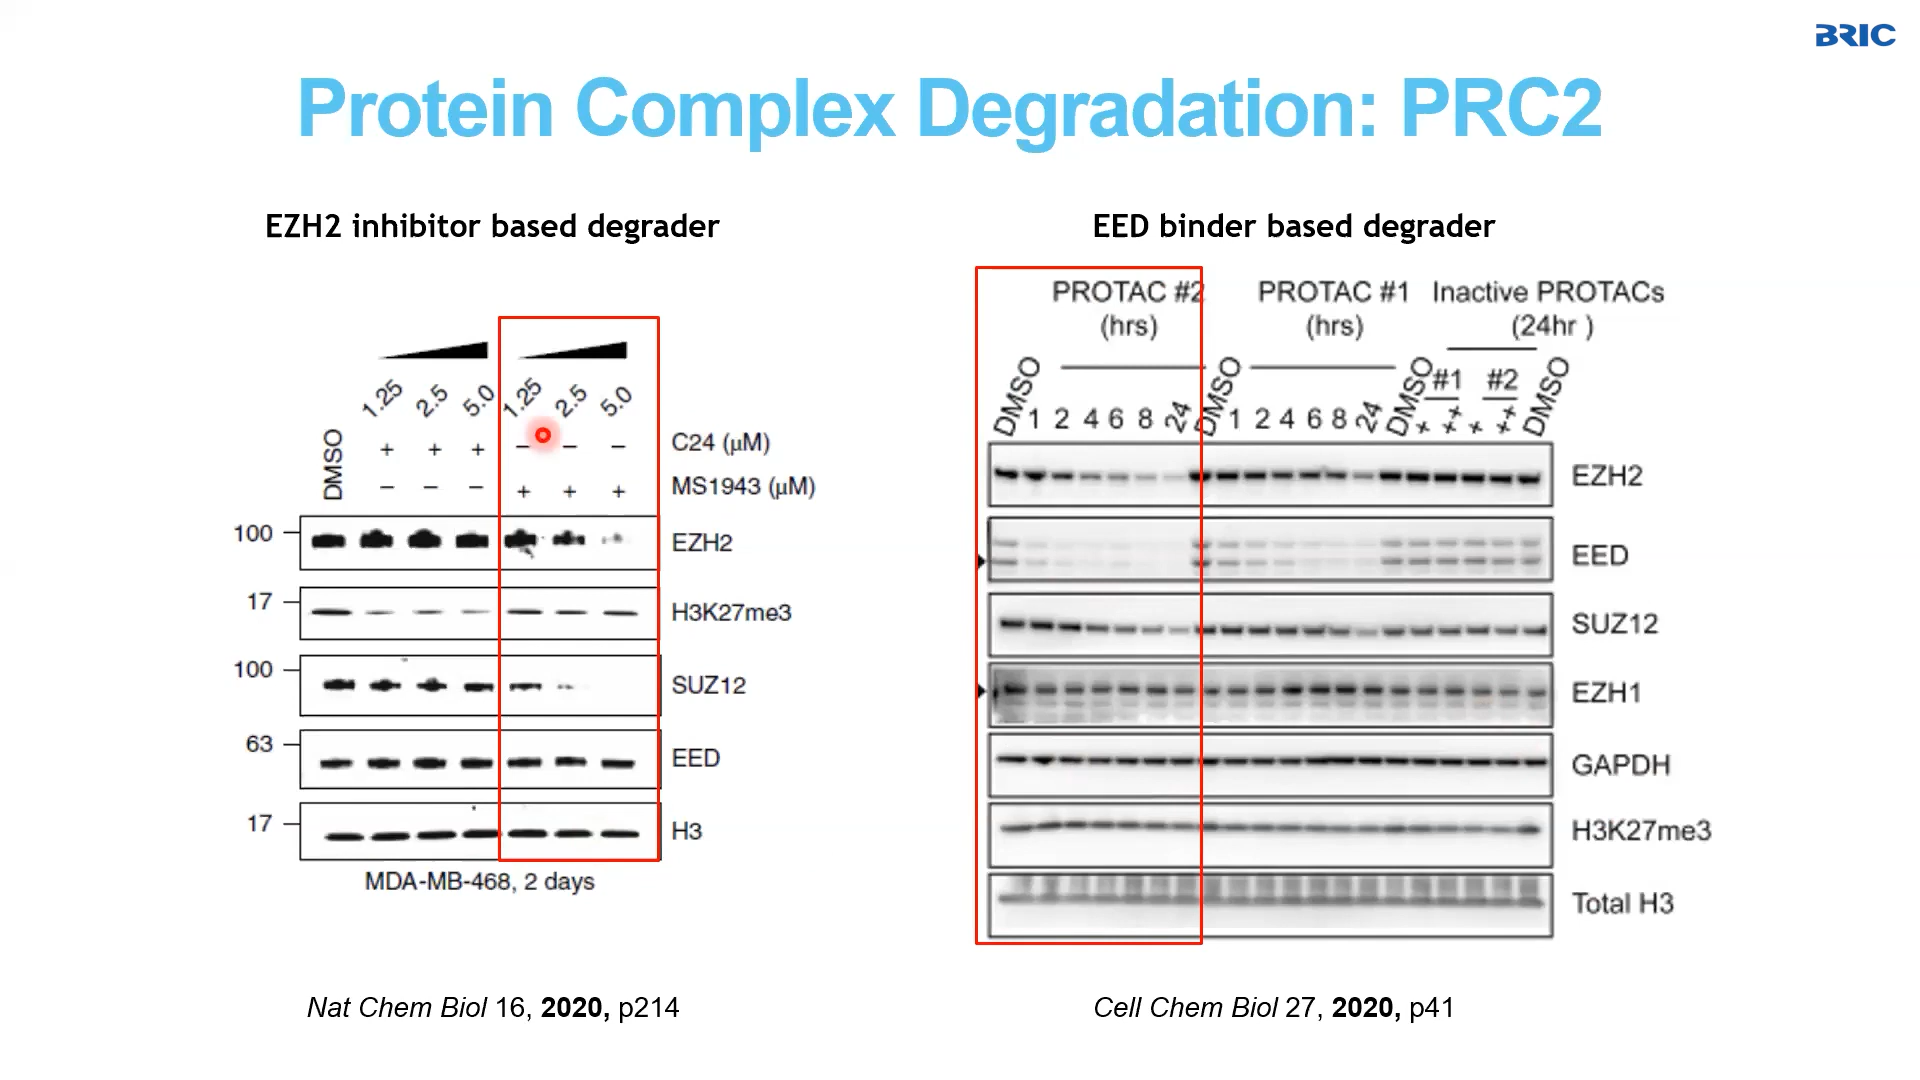 BRIC
Protein Complex Degradation: PRC2
EZH2 inhibitor based degrader
1.25 2.5 5.0 1.25 2.5 5.0
DMSO
+ + + – – – C24 (μM)
– – – + + + MS1943 (μM)
100 EZH2
17 H3K27me3
100 SUZ12
63 EED
17 H3
MDA-MB-468, 2 days
Nat Chem Biol 16, 2020, p214
EED binder based degrader
PROTAC #2 PROTAC #1 Inactive PROTACs
(hrs) (hrs) (24hr )
#1 #2
DMSO 1 2 4 6 8 24 DMSO 1 2 4 6 8 24 DMSO + ++ + ++ DMSO
EZH2
EED
SUZ12
EZH1
GAPDH
H3K27me3
Total H3
Cell Chem Biol 27, 2020, p41